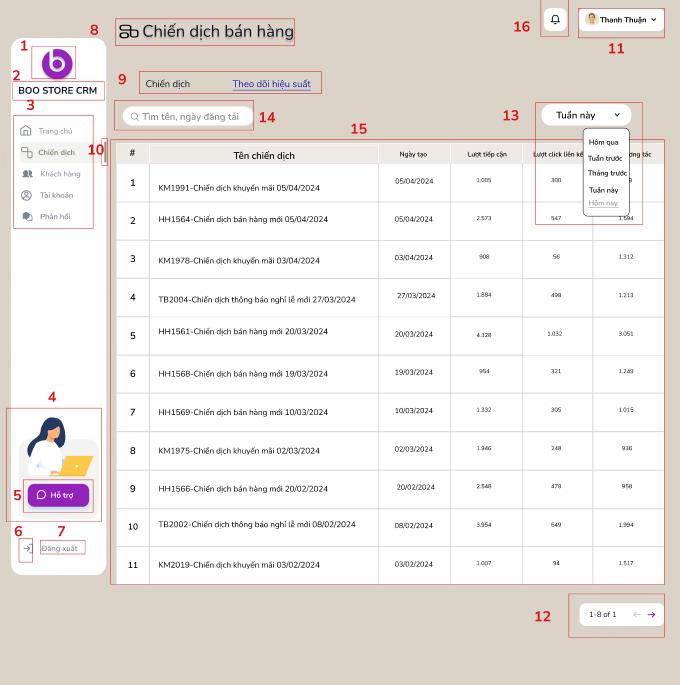 16
8
Chiến dịch bán hàng
Thanh Thuận
11
1
b
2
BOO STORE CRM
9
Chiến dịch
Theo dõi hiệu suất
3
Tìm tên, ngày đăng tải
14
15
13
Tuần này
Trang chủ
Chiến dịch
10
Khách hàng
Tài khoản
Phản hồi
Hôm qua
Tuần trước
Tháng trước
Tuần này
Hôm nay
# Tên chiến dịch Ngày tạo Lượt tiếp cận Lượt click liên kế ng tác
1 KM1991-Chiến dịch khuyến mãi 05/04/2024 05/04/2024 1.005 300 9
2 HH1564-Chiến dịch bán hàng mới 05/04/2024 05/04/2024 2.573 547 1.594
3 KM1978-Chiến dịch khuyến mãi 03/04/2024 03/04/2024 908 56 1.312
4 TB2004-Chiến dịch thông báo nghỉ lễ mới 27/03/2024 27/03/2024 1.884 498 1.213
5 HH1561-Chiến dịch bán hàng mới 20/03/2024 20/03/2024 4.328 1.032 3.051
6 HH1568-Chiến dịch bán hàng mới 19/03/2024 19/03/2024 954 321 1.249
7 HH1569-Chiến dịch bán hàng mới 10/03/2024 10/03/2024 1.332 305 1.015
8 KM1975-Chiến dịch khuyến mãi 02/03/2024 02/03/2024 1.946 248 936
9 HH1566-Chiến dịch bán hàng mới 20/02/2024 20/02/2024 2.548 478 958
10 TB2002-Chiến dịch thông báo nghỉ lễ mới 08/02/2024 08/02/2024 3.954 649 1.994
11 KM2019-Chiến dịch khuyến mãi 03/02/2024 03/02/2024 1.007 94 1.517
4
5
Hỗ trợ
6
7
Đăng xuất
12
1-8 of 1